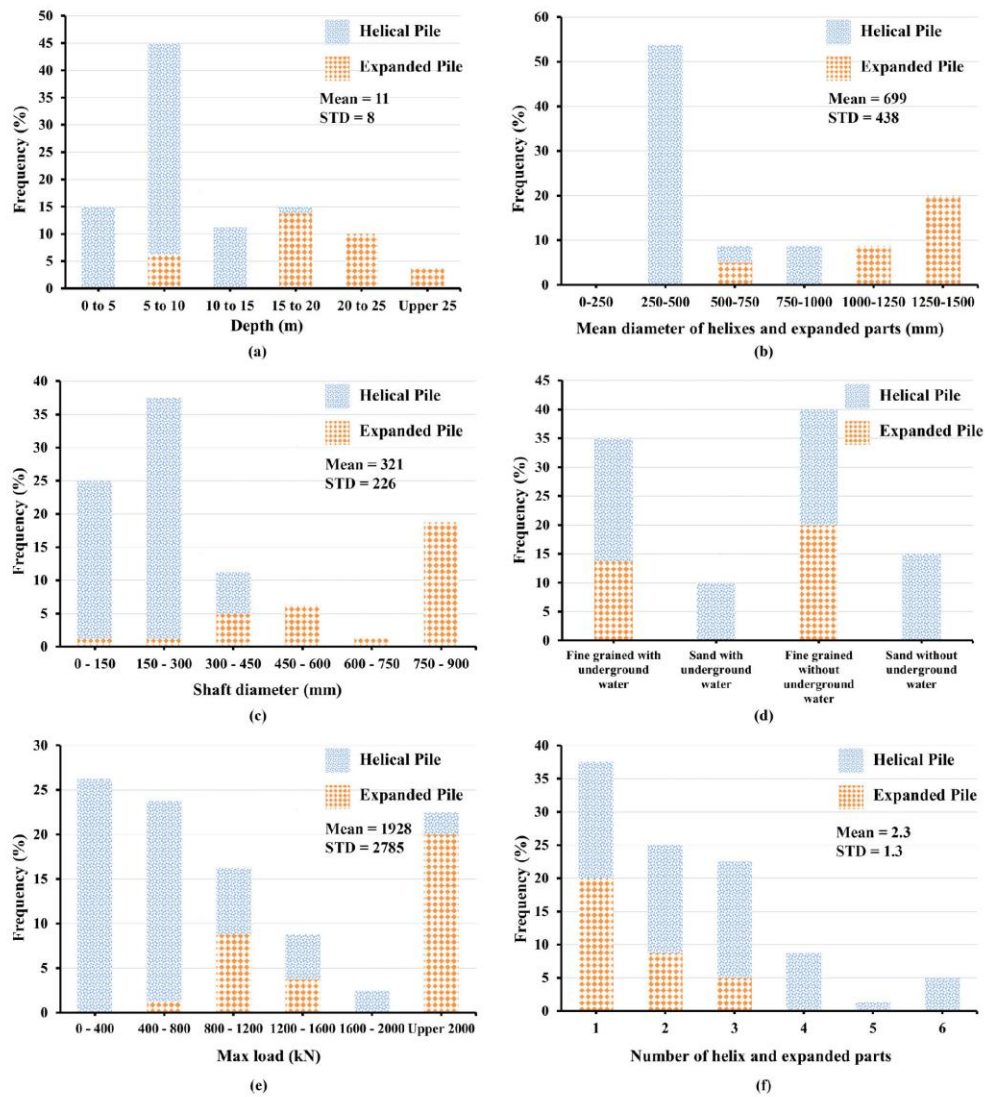 50
45
40
35
30
25
20
15
10
5
0
Frequency (%)
Helical Pile
Expanded Pile
Mean = 11
STD = 8
0 to 5 5 to 10 10 to 15 15 to 20 20 to 25 Upper 25
Depth (m)
(a)
60
50
40
30
20
10
0
Frequency (%)
Helical Pile
Expanded Pile
Mean = 699
STD = 438
0-250 250-500 500-750 750-1000 1000-1250 1250-1500
Mean diameter of helixes and expanded parts (mm)
(b)
40
35
30
25
20
15
10
5
0
Frequency (%)
Helical Pile
Expanded Pile
Mean = 321
STD = 226
0 - 150 150 - 300 300 - 450 450 - 600 600 - 750 750 - 900
Shaft diameter (mm)
(c)
45
40
35
30
25
20
15
10
5
0
Frequency (%)
Helical Pile
Expanded Pile
Fine grained with
underground
water
Sand with
underground
water
Fine grained
without
underground
water
Sand without
underground
water
(d)
30
25
20
15
10
5
0
Frequency (%)
Helical Pile
Expanded Pile
Mean = 1928
STD = 2785
0 - 400 400 - 800 800 - 1200 1200 - 1600 1600 - 2000 Upper 2000
Max load (kN)
(e)
40
35
30
25
20
15
10
5
0
Frequency (%)
Helical Pile
Expanded Pile
Mean = 2.3
STD = 1.3
1 2 3 4 5 6
Number of helix and expanded parts
(f)